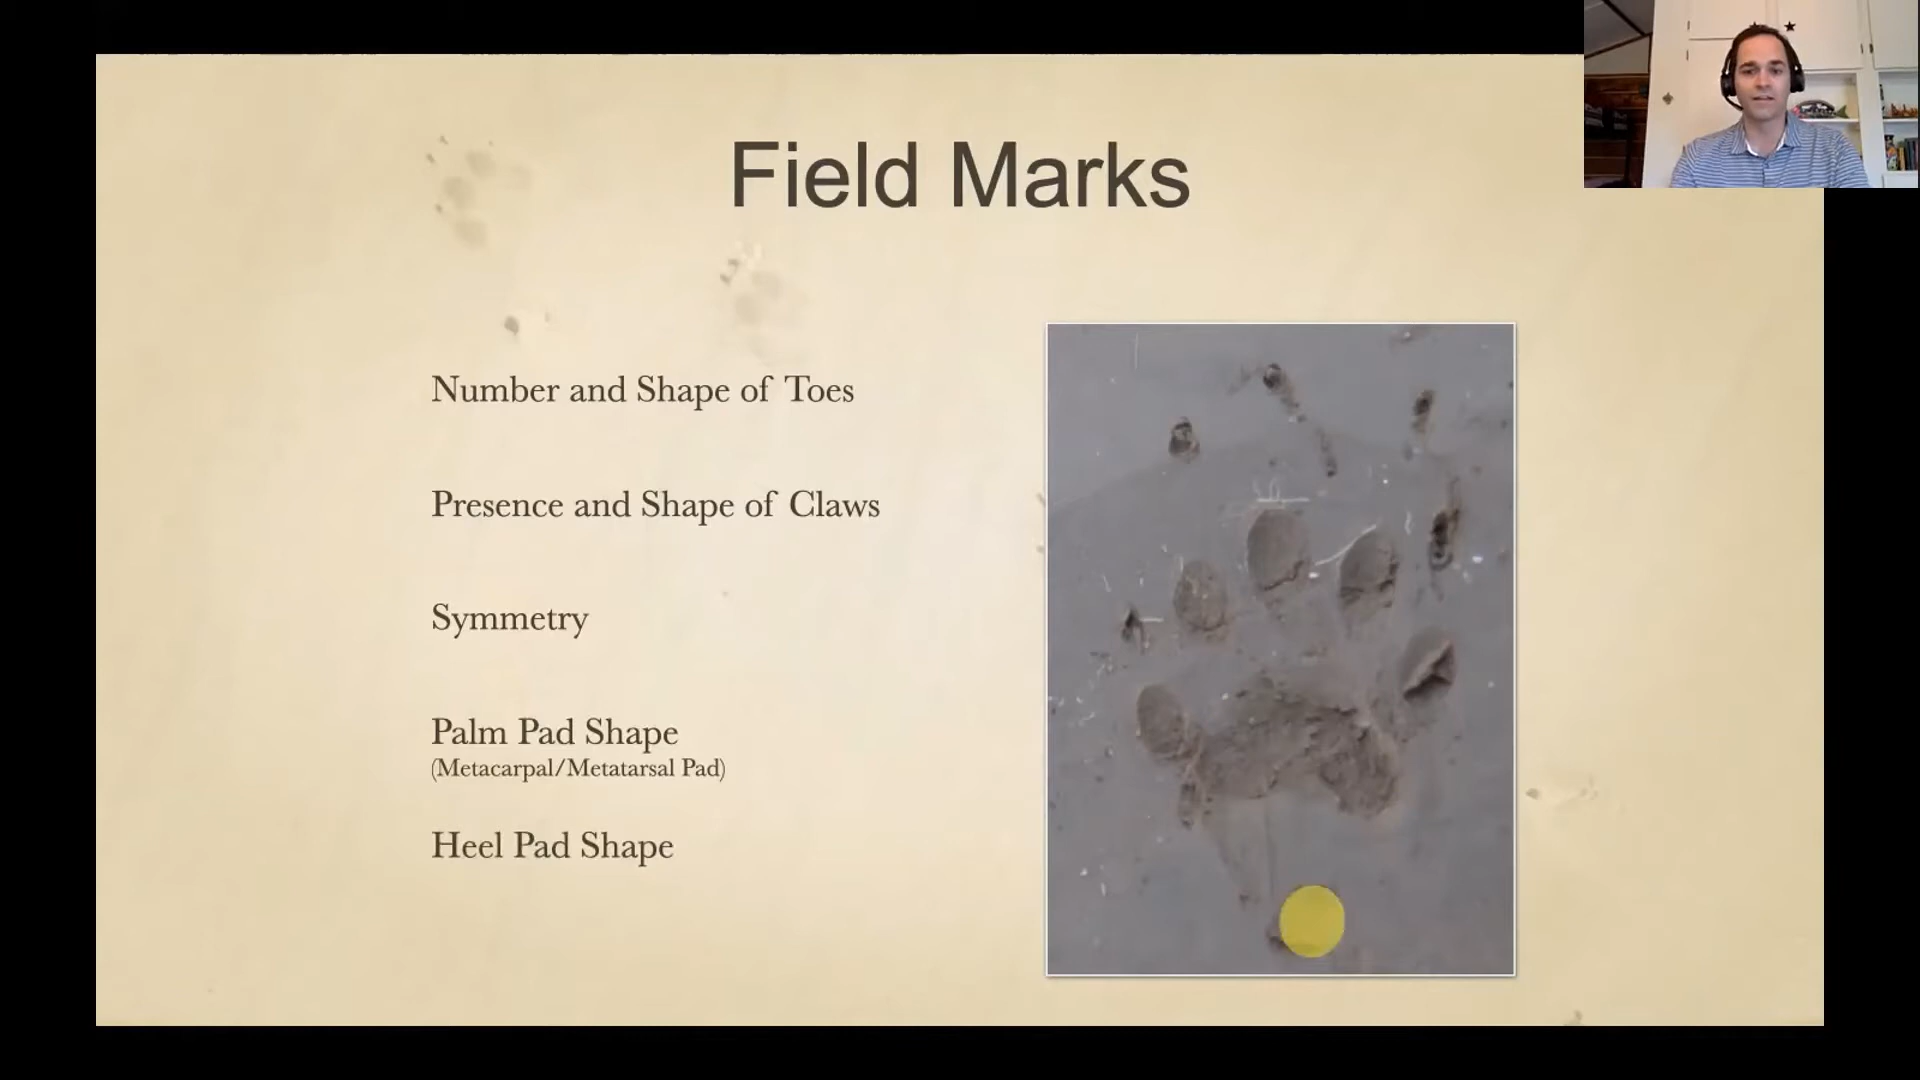 Field Marks
Number and Shape of Toes
Presence and Shape of Claws
Symmetry
Palm Pad Shape
(Metacarpal/Metatarsal Pad)
Heel Pad Shape